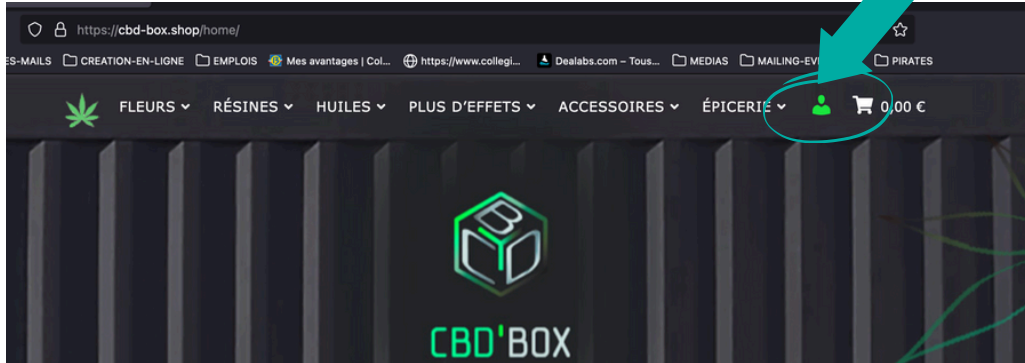 https://cbd-box.shop/home/
ES-MAILS CREATION-EN-LIGNE EMPLOIS Mes avantages | Col... https://www.collegi... Dealabs.com – Tous... MEDIAS MAILING-EV PIRATES
FLEURS RÉSINES HUILES PLUS D'EFFETS ACCESSOIRES ÉPICERIE 0,00 €
CBD
CBD'BOX